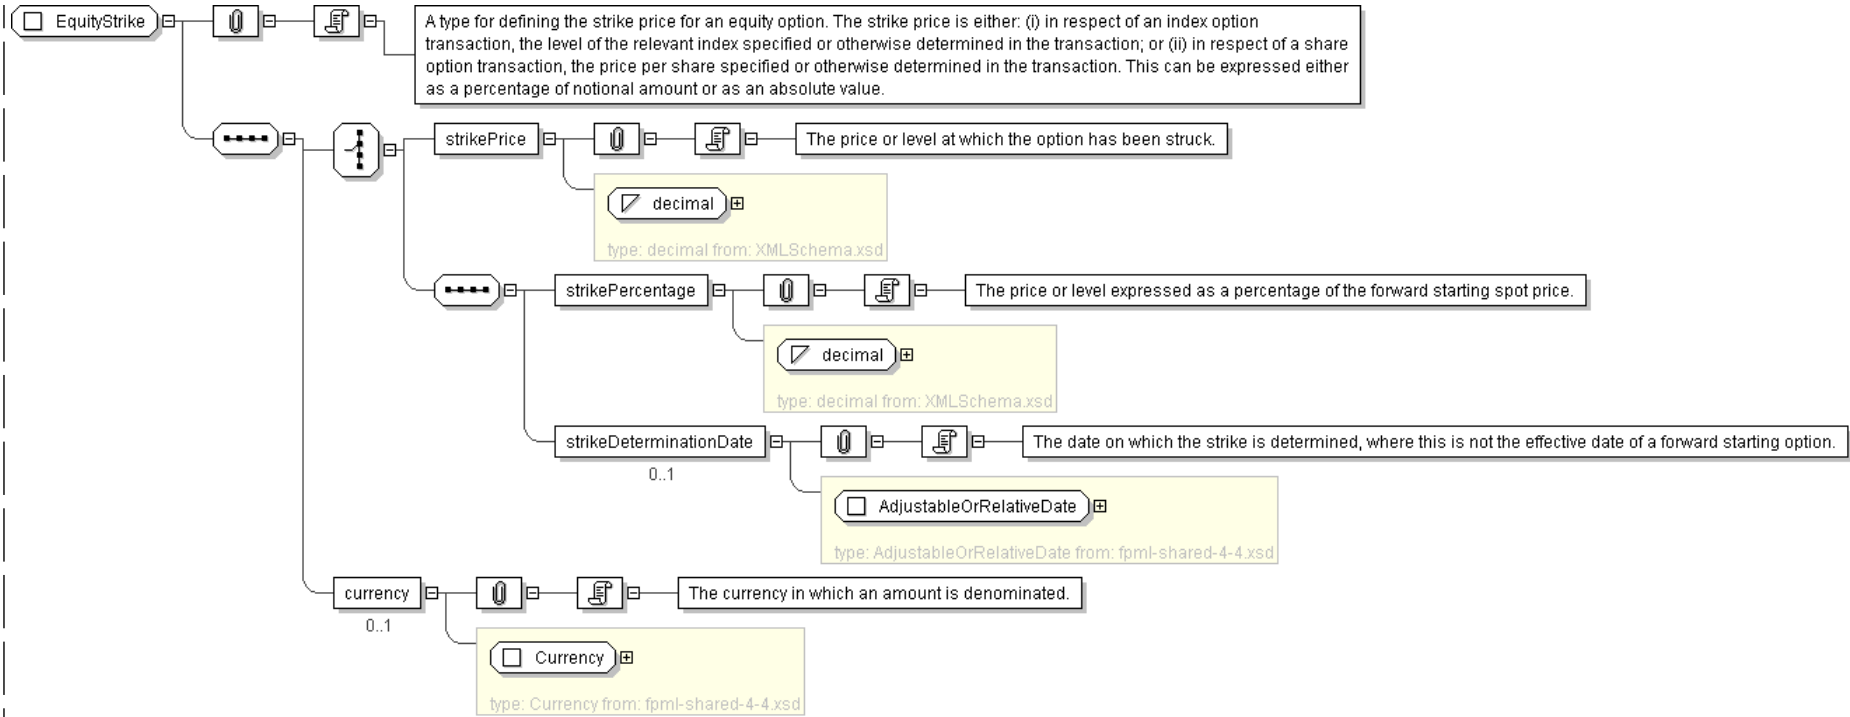 EquityStrike
A type for defining the strike price for an equity option. The strike price is either: (i) in respect of an index option
transaction, the level of the relevant index specified or otherwise determined in the transaction; or (ii) in respect of a share
option transaction, the price per share specified or otherwise determined in the transaction. This can be expressed either
as a percentage of notional amount or as an absolute value.
strikePrice
The price or level at which the option has been struck.
decimal
type: decimal from: XMLSchema.xsd
strikePercentage
The price or level expressed as a percentage of the forward starting spot price.
decimal
type: decimal from: XMLSchema.xsd
strikeDeterminationDate
The date on which the strike is determined, where this is not the effective date of a forward starting option.
0..1
AdjustableOrRelativeDate
type: AdjustableOrRelativeDate from: fpml-shared-4-4.xsd
currency
The currency in which an amount is denominated.
0..1
Currency
type: Currency from: fpml-shared-4-4.xsd